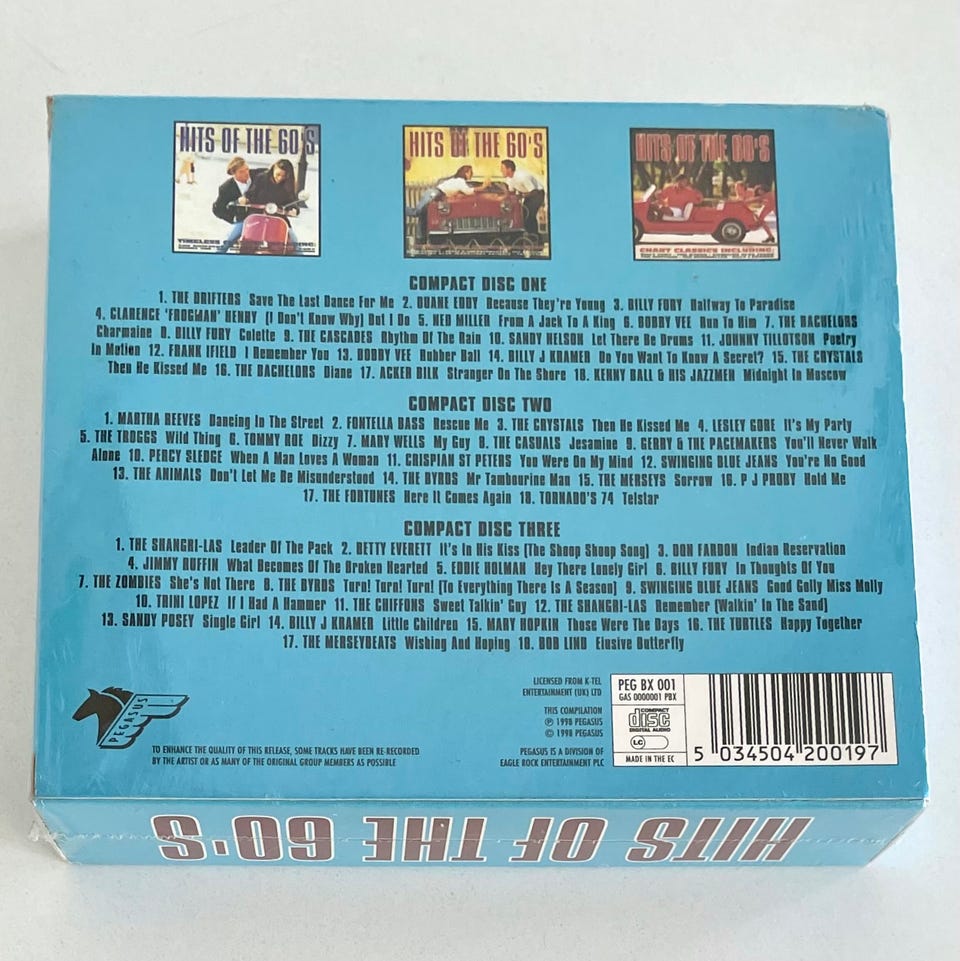 HITS OF THE 60'S
HITS OF THE 60'S
HITS OF THE 60'S
TIMELESS
CHART CLASSICS INCLUDING:
COMPACT DISC ONE
1. THE DRIFTERS Save The Last Dance For Me 2. DUANE EDDY Because They're Young 3. BILLY FURY Halfway To Paradise
4. CLARENCE 'FROGMAN' HENRY (I Don't Know Why) But I Do 5. NED MILLER From A Jack To A King 6. BOBBY VEE Run To Him 7. THE BACHELORS
Charmaine 8. BILLY FURY Colette 9. THE CASCADES Rhythm Of The Rain 10. SANDY NELSON Let There Be Drums 11. JOHNNY TILLOTSON Poetry
In Motion 12. FRANK IFIELD I Remember You 13. BOBBY VEE Rubber Ball 14. BILLY J KRAMER Do You Want To Know A Secret? 15. THE CRYSTALS
Then He Kissed Me 16. THE BACHELORS Diane 17. ACKER BILK Stranger On The Shore 18. KENNY BALL & HIS JAZZMEN Midnight In Moscow
COMPACT DISC TWO
1. MARTHA REEVES Dancing In The Street 2. FONTELLA BASS Rescue Me 3. THE CRYSTALS Then He Kissed Me 4. LESLEY GORE It's My Party
5. THE TROGGS Wild Thing 6. TOMMY ROE Dizzy 7. MARY WELLS My Guy 8. THE CASUALS Jesamine 9. GERRY & THE PACEMAKERS You'll Never Walk
Alone 10. PERCY SLEDGE When A Man Loves A Woman 11. CRISPIAN ST PETERS You Were On My Mind 12. SWINGING BLUE JEANS You're No Good
13. THE ANIMALS Don't Let Me Be Misunderstood 14. THE BYRDS Mr Tambourine Man 15. THE MERSEYS Sorrow 16. P J PROBY Hold Me
17. THE FORTUNES Here It Comes Again 18. TORNADO'S 74 Telstar
COMPACT DISC THREE
1. THE SHANGRI-LAS Leader Of The Pack 2. BETTY EVERETT It's In His Kiss (The Shoop Shoop Song) 3. DON FARDON Indian Reservation
4. JIMMY RUFFIN What Becomes Of The Broken Hearted 5. EDDIE HOLMAN Hey There Lonely Girl 6. BILLY FURY In Thoughts Of You
7. THE ZOMBIES She's Not There 8. THE BYRDS Turn! Turn! Turn! (To Everything There Is A Season) 9. SWINGING BLUE JEANS Good Golly Miss Molly
10. TRINI LOPEZ If I Had A Hammer 11. THE CHIFFONS Sweet Talkin' Guy 12. THE SHANGRI-LAS Remember (Walkin' In The Sand)
13. SANDY POSEY Single Girl 14. BILLY J KRAMER Little Children 15. MARY HOPKIN Those Were The Days 16. THE TURTLES Happy Together
17. THE MERSEYBEATS Wishing And Hoping 18. BOB LIND Elusive Butterfly
PEGASUS
TO ENHANCE THE QUALITY OF THIS RELEASE, SOME TRACKS HAVE BEEN RE-RECORDED
BY THE ARTIST OR AS MANY OF THE ORIGINAL GROUP MEMBERS AS POSSIBLE
LICENSED FROM K-TEL
ENTERTAINMENT (UK) LTD
THIS COMPILATION
℗ 1998 PEGASUS
© 1998 PEGASUS
PEGASUS IS A DIVISION OF
EAGLE ROCK ENTERTAINMENT PLC
PEG BX 001
GAS 0000001 PBX
COMPACT
disc
DIGITAL AUDIO
LC
MADE IN THE EC
5 034504 200197
HITS OF THE 60'S